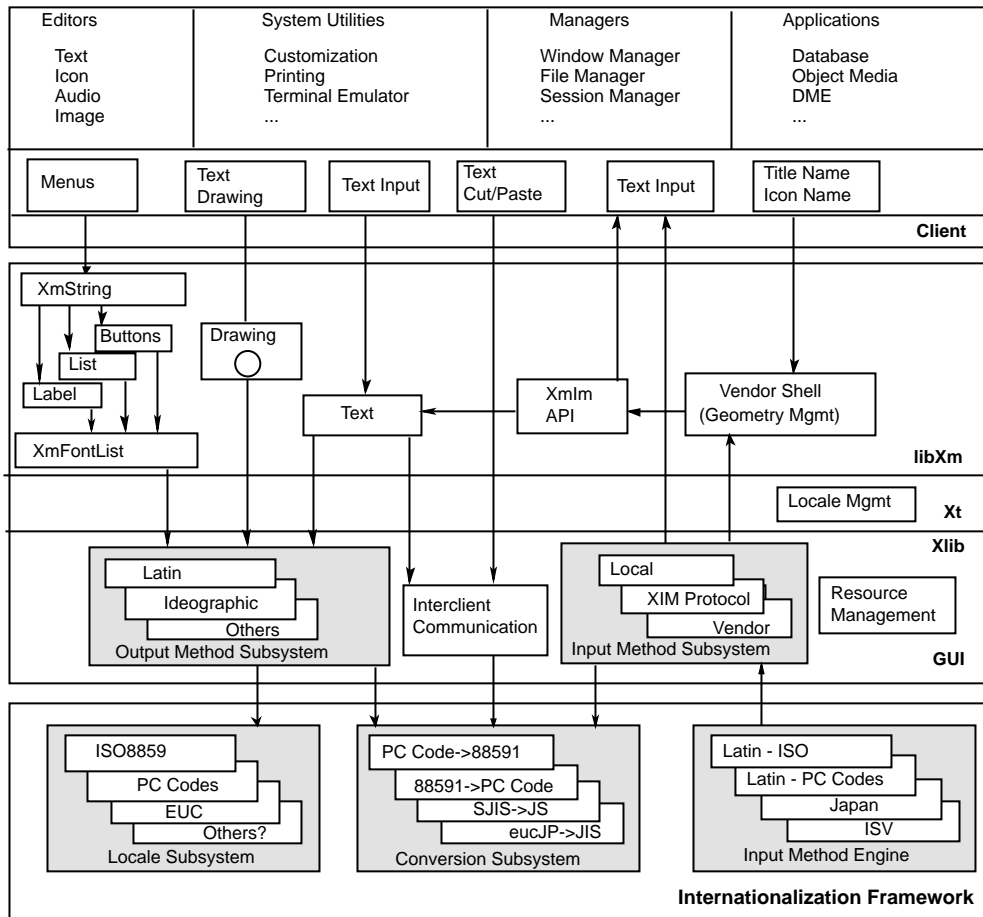 Editors
Text
Icon
Audio
Image
System Utilities
Customization
Printing
Terminal Emulator
...
Managers
Window Manager
File Manager
Session Manager
...
Applications
Database
Object Media
DME
...
Menus
Text
Drawing
Text Input
Text
Cut/Paste
Text Input
Title Name
Icon Name
Client
XmString
Buttons
List
Label
XmFontList
Drawing
Text
XmIm
API
Vendor Shell
(Geometry Mgmt)
libXm
Locale Mgmt
Xt
Xlib
Latin
Ideographic
Others
Output Method Subsystem
Interclient
Communication
Local
XIM Protocol
Vendor
Input Method Subsystem
Resource
Management
GUI
ISO8859
PC Codes
EUC
Others?
Locale Subsystem
PC Code->88591
88591->PC Code
SJIS->JS
eucJP->JIS
Conversion Subsystem
Latin - ISO
Latin - PC Codes
Japan
ISV
Input Method Engine
Internationalization Framework